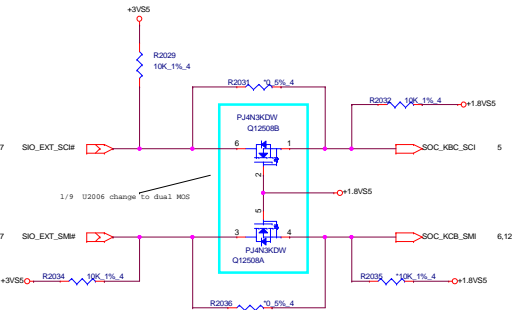 +3VS5
R2029
10K_1%_4
R2031 *0_5%_4
R2032 10K_1%_4 +1.8VS5
PJ4N3KDW
Q12508B
7 SIO_EXT_SCI# 6 1 SOC_KBC_SCI 5
2
1/9 U2006 change to dual MOS
+1.8VS5
5
7 SIO_EXT_SMI# 3 4 SOC_KCB_SMI 6,12
PJ4N3KDW
Q12508A
+3VS5 R2034 10K_1%_4
R2035 *10K_1%_4 +1.8VS5
R2036 *0_5%_4